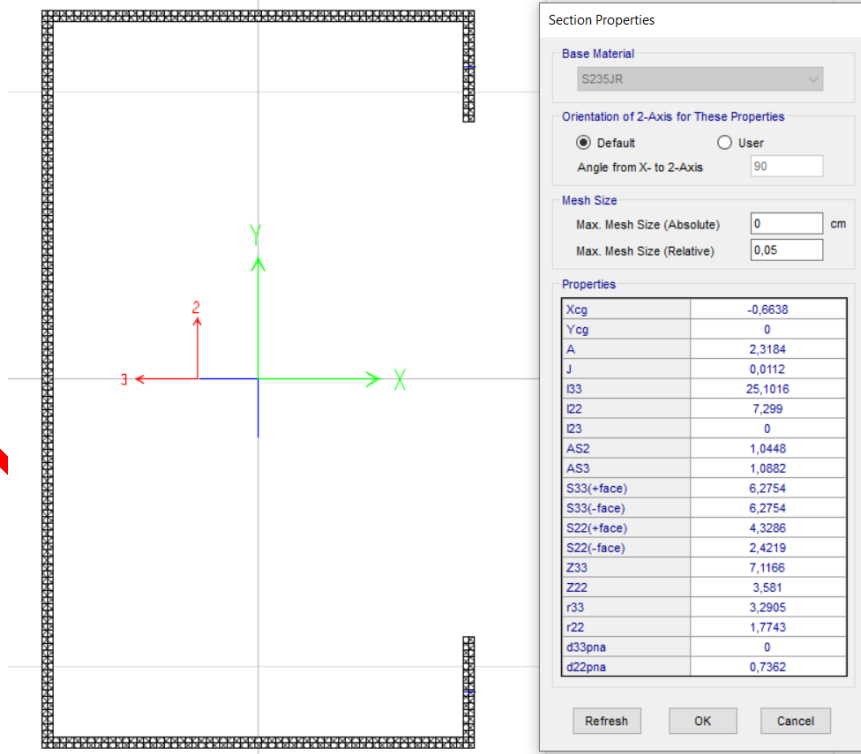 Section Properties
Base Material
S235JR
Orientation of 2-Axis for These Properties
Default User
Angle from X- to 2-Axis 90
Mesh Size
Max. Mesh Size (Absolute) 0 cm
Max. Mesh Size (Relative) 0,05
Properties
Xcg -0,6638
Ycg 0
A 2,3184
J 0,0112
I33 25,1016
I22 7,299
I23 0
AS2 1,0448
AS3 1,0882
S33(+face) 6,2754
S33(-face) 6,2754
S22(+face) 4,3286
S22(-face) 2,4219
Z33 7,1166
Z22 3,581
r33 3,2905
r22 1,7743
d33pna 0
d22pna 0,7362
Refresh OK Cancel
Y
2
3 X